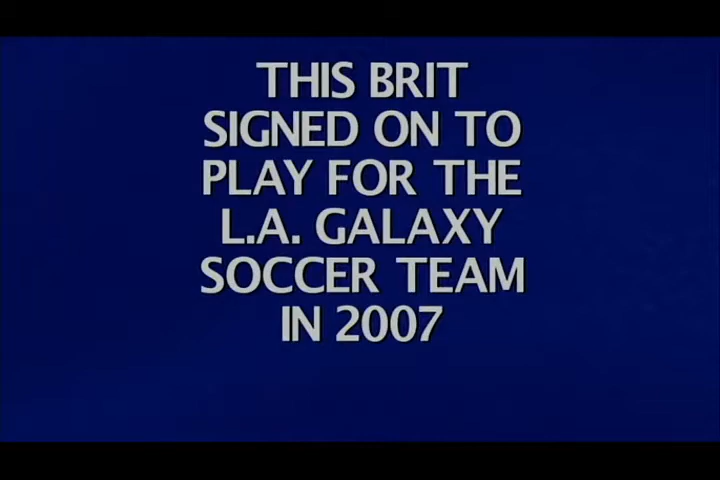 THIS BRIT
SIGNED ON TO
PLAY FOR THE
L.A. GALAXY
SOCCER TEAM
IN 2007